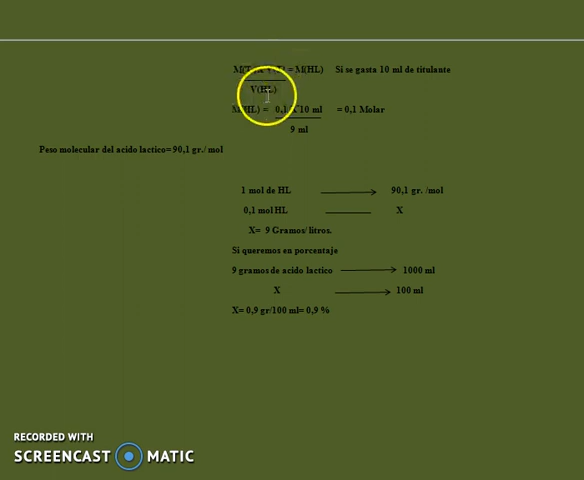 M(T) X V(T) = M(HL) Si se gasta 10 ml de titulante
V(HL)
M(HL) = 0,1 X 10 ml = 0,1 Molar
9 ml
Peso molecular del acido lactico= 90,1 gr./ mol
1 mol de HL 90,1 gr. /mol
0,1 mol HL X
X= 9 Gramos/ litros.
Si queremos en porcentaje
9 gramos de acido lactico 1000 ml
X 100 ml
X= 0,9 gr/100 ml= 0,9 %
RECORDED WITH
SCREENCAST MATIC